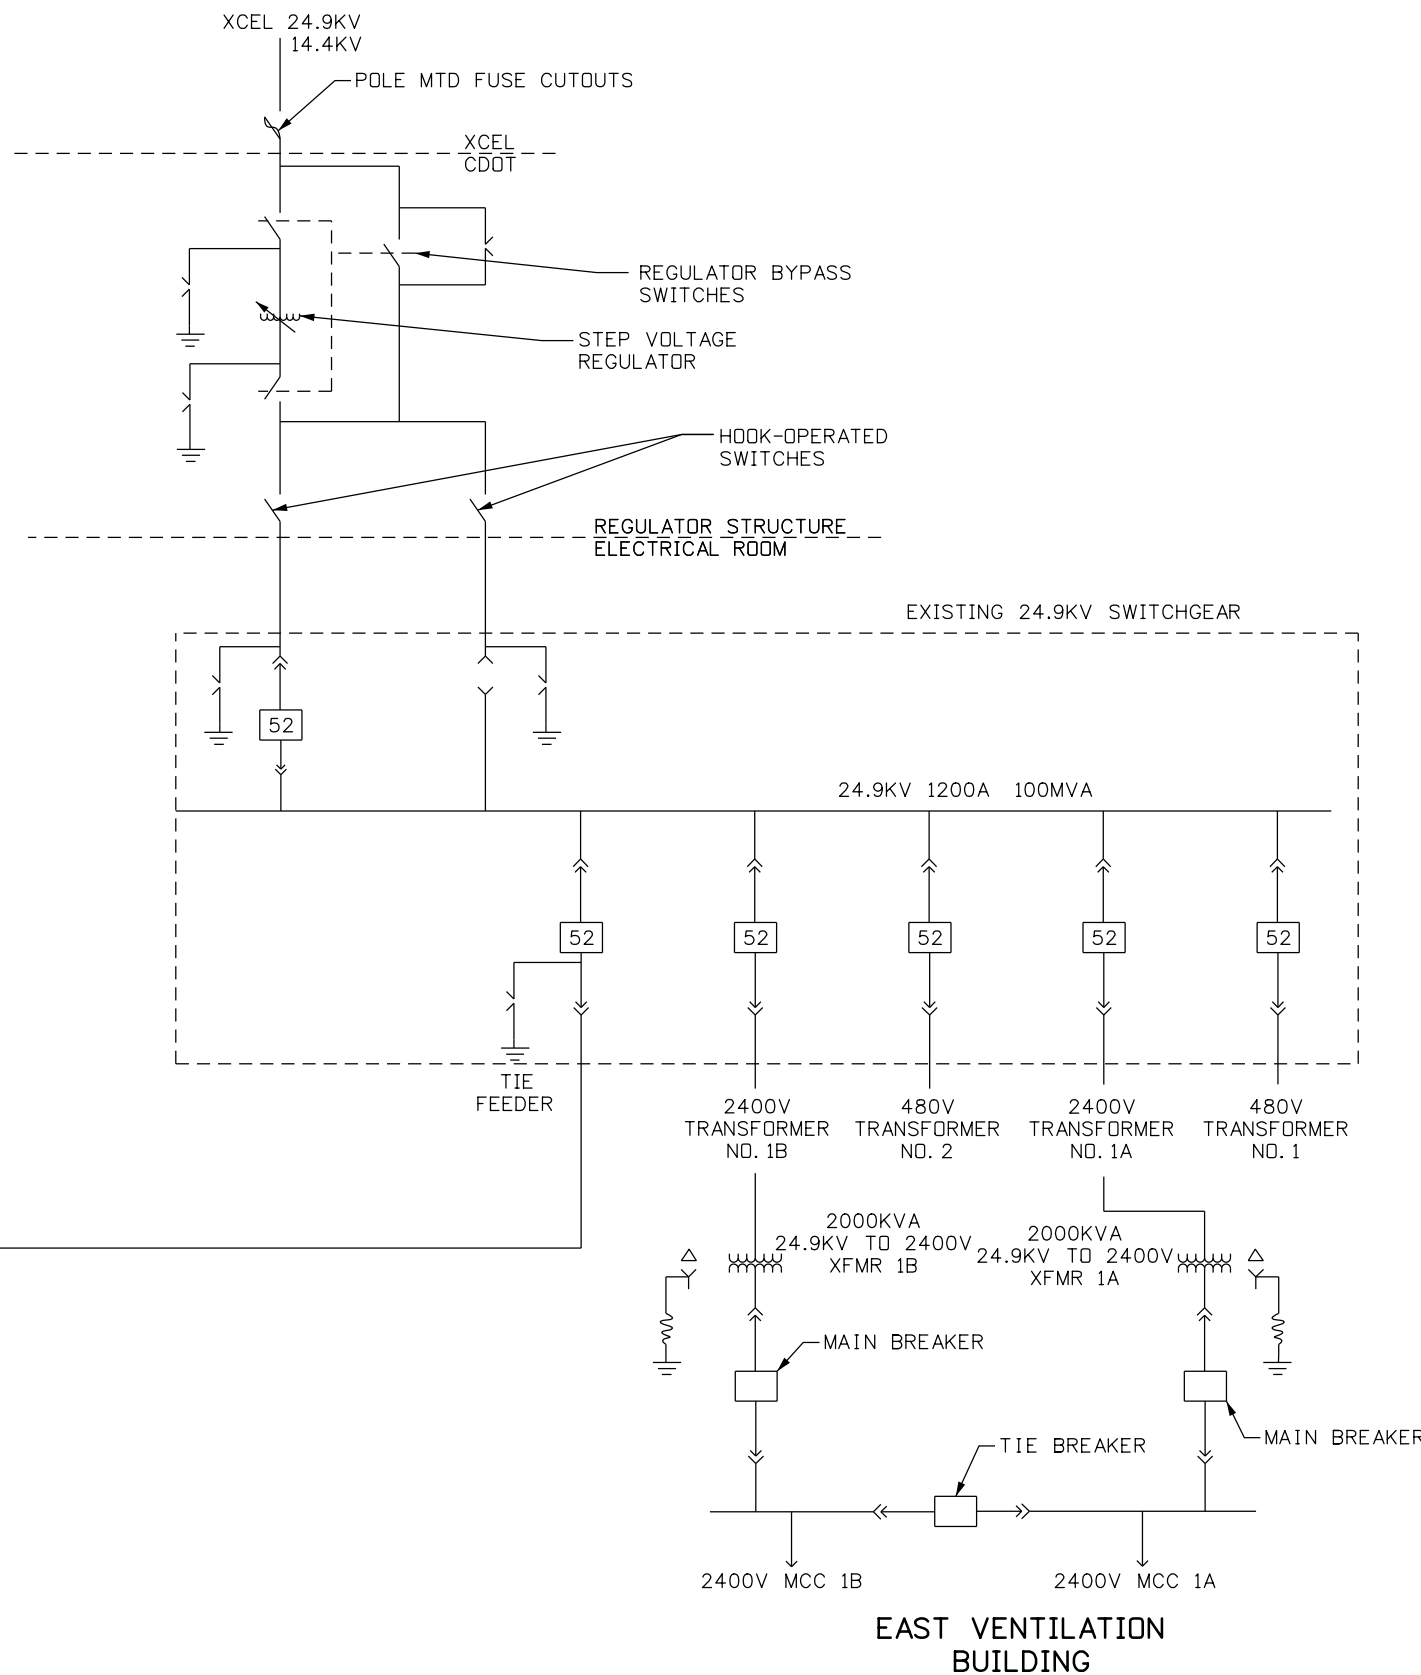 XCEL 24.9KV
14.4KV
POLE MTD FUSE CUTOUTS
XCEL
CDOT
REGULATOR BYPASS
SWITCHES
STEP VOLTAGE
REGULATOR
HOOK-OPERATED
SWITCHES
REGULATOR STRUCTURE
ELECTRICAL ROOM
EXISTING 24.9KV SWITCHGEAR
52
24.9KV 1200A 100MVA
52
52
52
52
52
TIE
FEEDER
2400V
TRANSFORMER
NO. 1B
480V
TRANSFORMER
NO. 2
2400V
TRANSFORMER
NO. 1A
480V
TRANSFORMER
NO. 1
2000KVA
24.9KV TO 2400V
XFMR 1B
2000KVA
24.9KV TO 2400V
XFMR 1A
MAIN BREAKER
MAIN BREAKER
TIE BREAKER
2400V MCC 1B
2400V MCC 1A
EAST VENTILATION
BUILDING